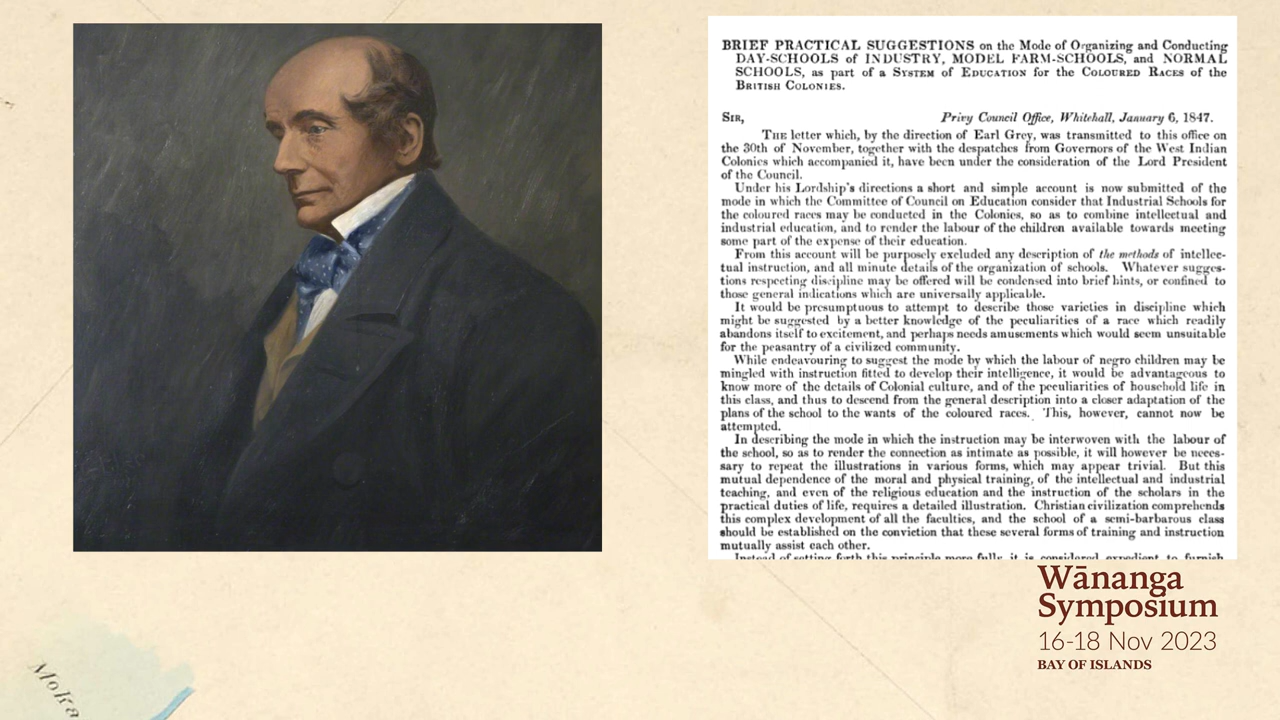 BRIEF PRACTICAL SUGGESTIONS on the Mode of Organizing and Conducting
DAY-SCHOOLS of INDUSTRY, MODEL FARM-SCHOOLS, and NORMAL
SCHOOLS, as part of a System of Education for the Coloured Races of the
British Colonies.
Sir,
Privy Council Office, Whitehall, January 6, 1847.
The letter which, by the direction of Earl Grey, was transmitted to this office on
the 30th of November, together with the despatches from Governors of the West Indian
Colonies which accompanied it, have been under the consideration of the Lord President
of the Council.
Under his Lordship's directions a short and simple account is now submitted of the
mode in which the Committee of Council on Education consider that Industrial Schools for
the coloured races may be conducted in the Colonies, so as to combine intellectual and
industrial education, and to render the labour of the children available towards meeting
some part of the expense of their education.
From this account will be purposely excluded any description of the methods of intellec-
tual instruction, and all minute details of the organization of schools. Whatever sugges-
tions respecting discipline may be offered will be condensed into brief hints, or confined to
those general indications which are universally applicable.
It would be presumptuous to attempt to describe those varieties in discipline which
might be suggested by a better knowledge of the peculiarities of a race which readily
abandons itself to excitement, and perhaps needs amusements which would seem unsuitable
for the peasantry of a civilized community.
While endeavouring to suggest the mode by which the labour of negro children may be
mingled with instruction fitted to develop their intelligence, it would be advantageous to
know more of the details of Colonial culture, and of the peculiarities of household life in
this class, and thus to descend from the general description into a closer adaptation of the
plans of the school to the wants of the coloured races. This, however, cannot now be
attempted.
In describing the mode in which the instruction may be interwoven with the labour of
the school, so as to render the connection as intimate as possible, it will however be neces-
sary to repeat the illustrations in various forms, which may appear trivial. But this
mutual dependence of the moral and physical training, of the intellectual and industrial
teaching, and even of the religious education and the instruction of the scholars in the
practical duties of life, requires a detailed illustration. Christian civilization comprehends
this complex development of all the faculties, and the school of a semi-barbarous class
should be established on the conviction that these several forms of training and instruction
mutually assist each other.
Instead of setting forth this principle more fully it is considered expedient to furnish
Wānanga
Symposium
16-18 Nov 2023
BAY OF ISLANDS
Moka